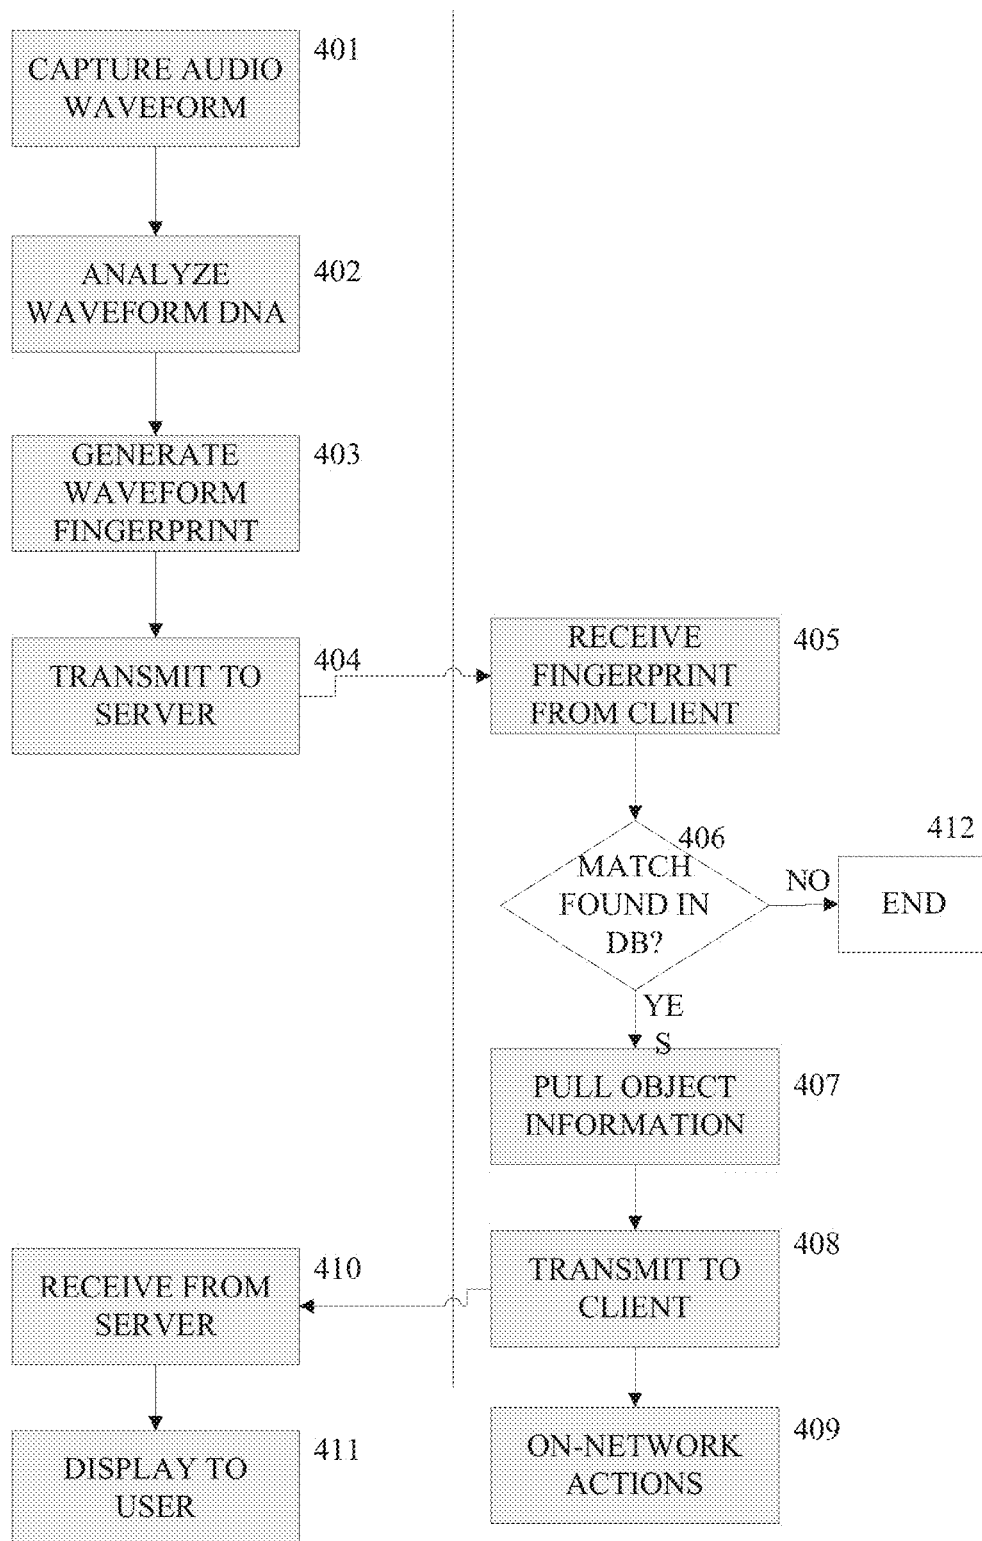 401
CAPTURE AUDIO
WAVEFORM
402
ANALYZE
WAVEFORM DNA
403
GENERATE
WAVEFORM
FINGERPRINT
404
TRANSMIT TO
SERVER
405
RECEIVE
FINGERPRINT
FROM CLIENT
406
MATCH
FOUND IN
DB?
NO
412
END
YE
S
407
PULL OBJECT
INFORMATION
408
TRANSMIT TO
CLIENT
409
ON-NETWORK
ACTIONS
410
RECEIVE FROM
SERVER
411
DISPLAY TO
USER